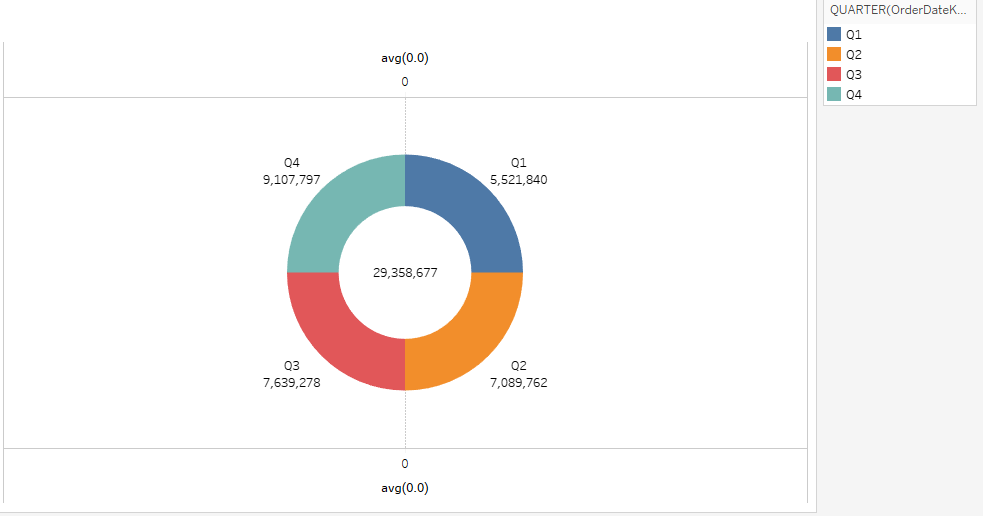 QUARTER(OrderDateK...
Q1
Q2
Q3
Q4
avg(0.0)
0
Q4
9,107,797
Q1
5,521,840
29,358,677
Q3
7,639,278
Q2
7,089,762
0
avg(0.0)